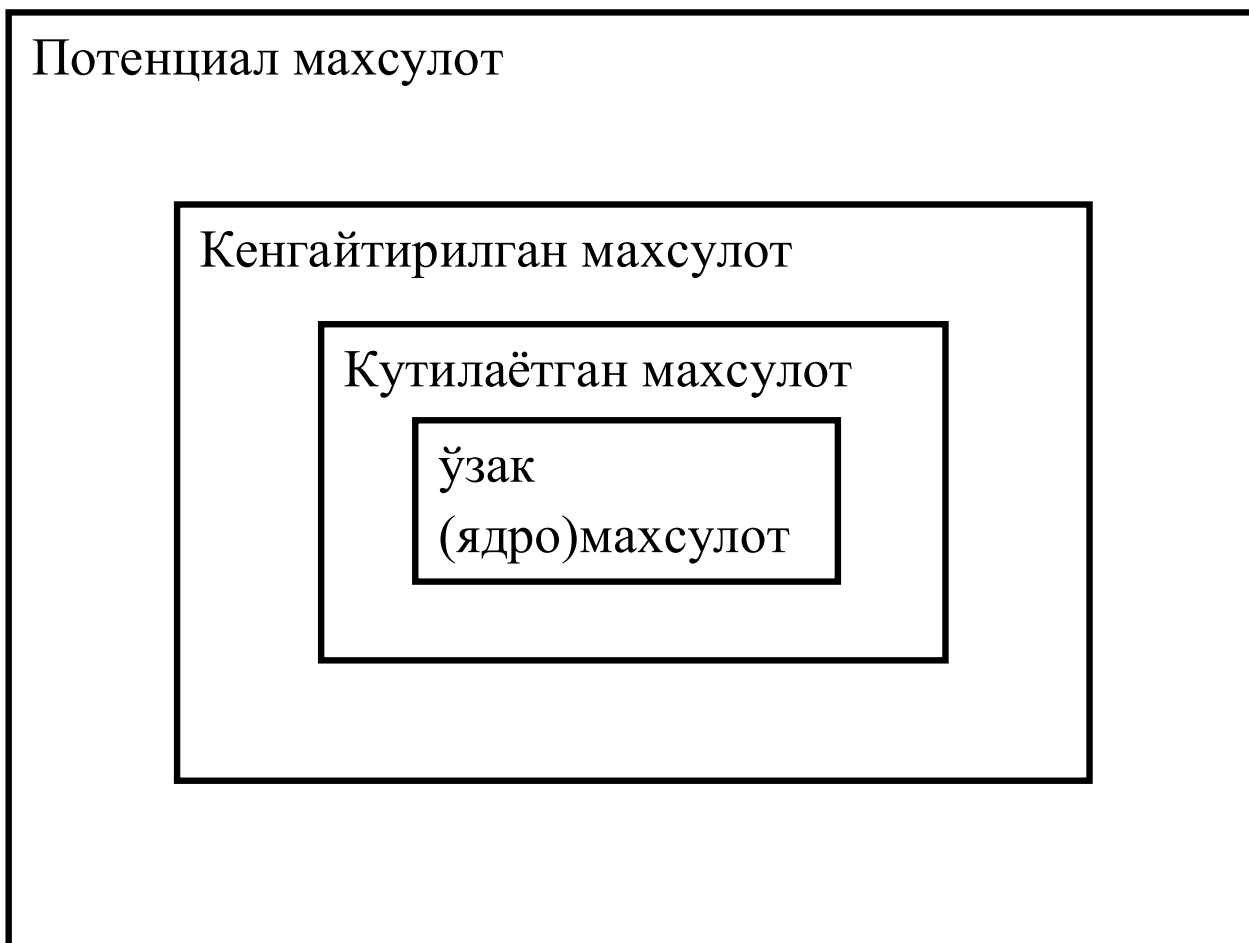 Потенциал махсулот
Кенгайтирилган махсулот
Кутилаётган махсулот
ўзак
(ядро)махсулот